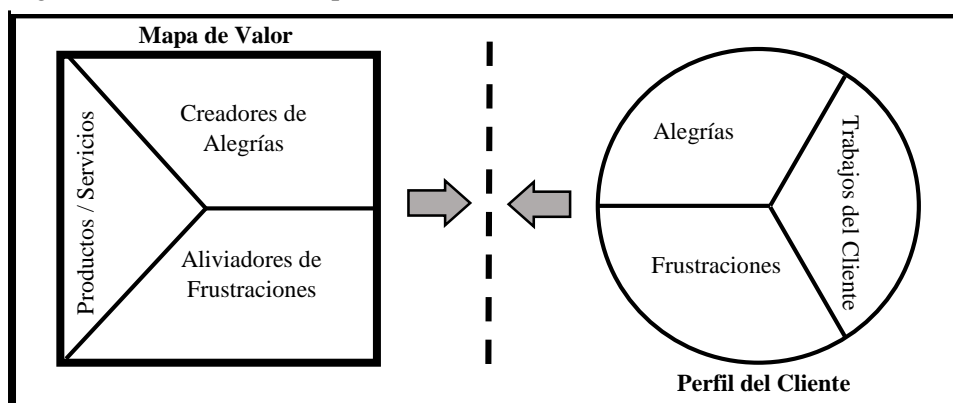 Mapa de Valor
Productos / Servicios
Creadores de
Alegrías
Aliviadores de
Frustraciones
Alegrías
Frustraciones
Trabajos del Cliente
Perfil del Cliente